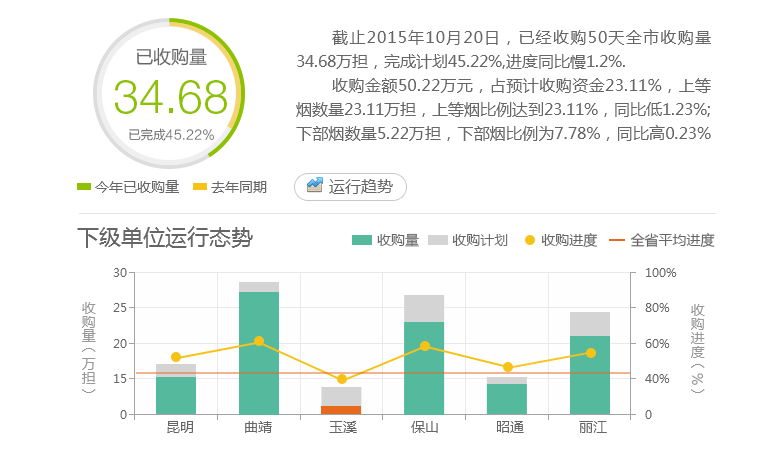 已收购量
34.68
已完成45.22%
今年已收购量
去年同期
截止2015年10月20日，已经收购50天全市收购量
34.68万担，完成计划45.22%,进度同比慢1.2%.
收购金额50.22万元，占预计收购资金23.11%，上等
烟数量23.11万担，上等烟比例达到23.11%，同比低1.23%;
下部烟数量5.22万担，下部烟比例为7.78%，同比高0.23%
运行趋势
下级单位运行态势
收购量
收购计划
收购进度
全省平均进度
收购量（万担）
30
25
20
15
0
100%
80%
60%
40%
0
收购进度（%）
昆明
曲靖
玉溪
保山
昭通
丽江